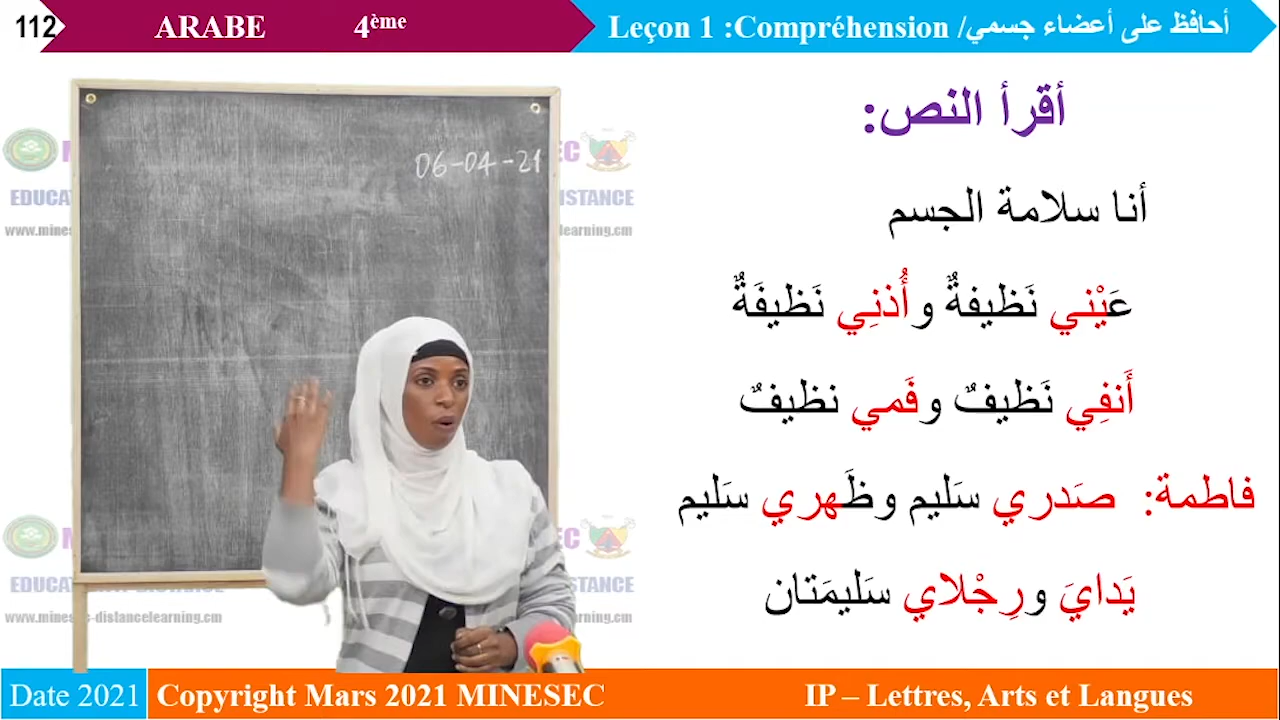 112
ARABE 4ème
Leçon 1 :Compréhension /أحافظ على أعضاء جسمي
أقرأ النص:
06-04-21
أنا سلامة الجسم
عَيْني نَظيفةٌ وأُذنِي نَظيفَةٌ
أَنفِي نَظيفٌ وفَمي نظيفٌ
فاطمة: صَدري سَليم وظَهري سَليم
يَدايَ ورِجْلاي سَليمَتان
Date 2021
Copyright Mars 2021 MINESEC
IP – Lettres, Arts et Langues